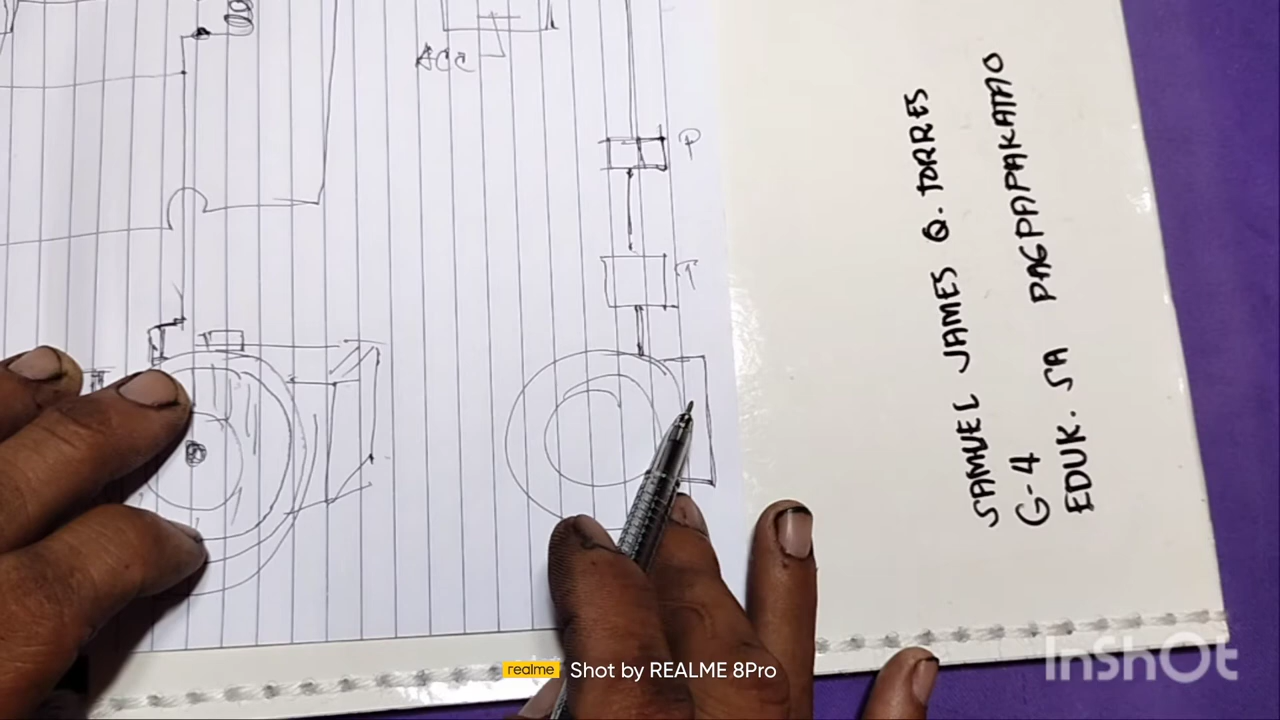 ACC
P
T
SAMUEL JAMES Q. TORRES
G-4
EDUK. SA PAGPAPAKATAO
realme Shot by REALME 8Pro
InShOt